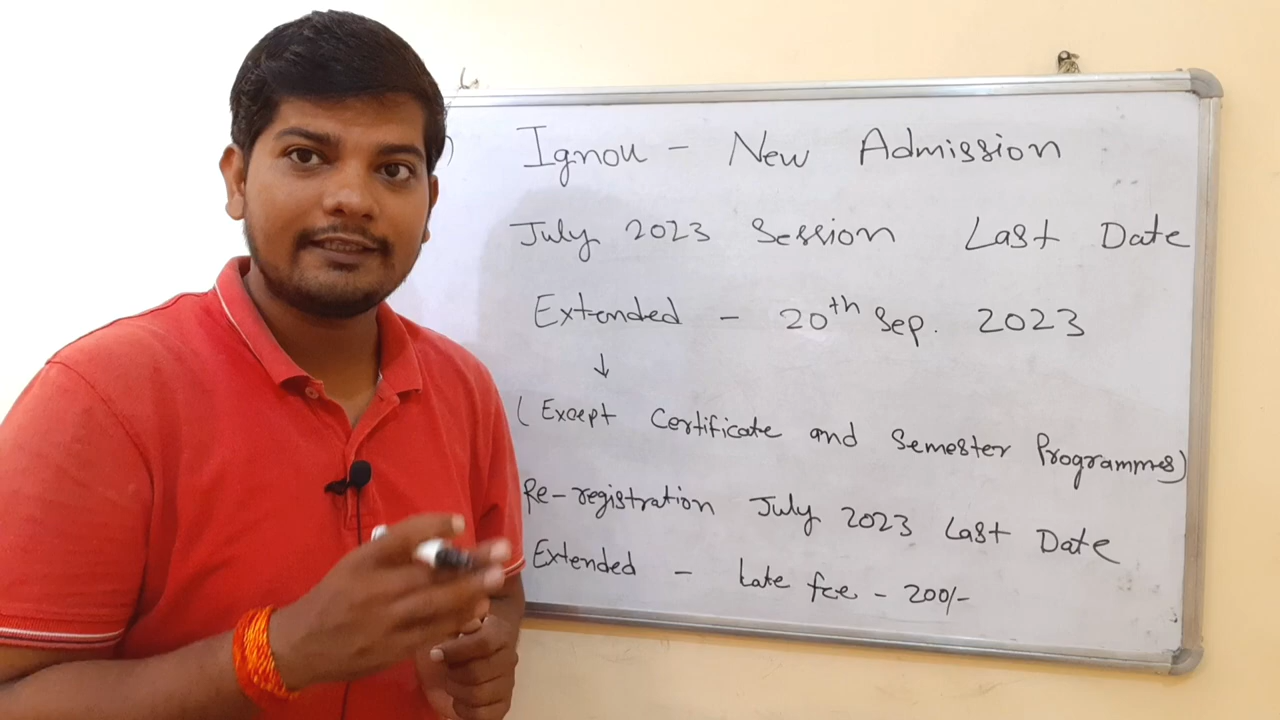 Ignou - New Admission
July 2023 Session Last Date
Extended - 20th Sep. 2023
↓
(Except Certificate and Semester Programmes)
Re-registration July 2023 Last Date
Extended - Late fee - 200/-